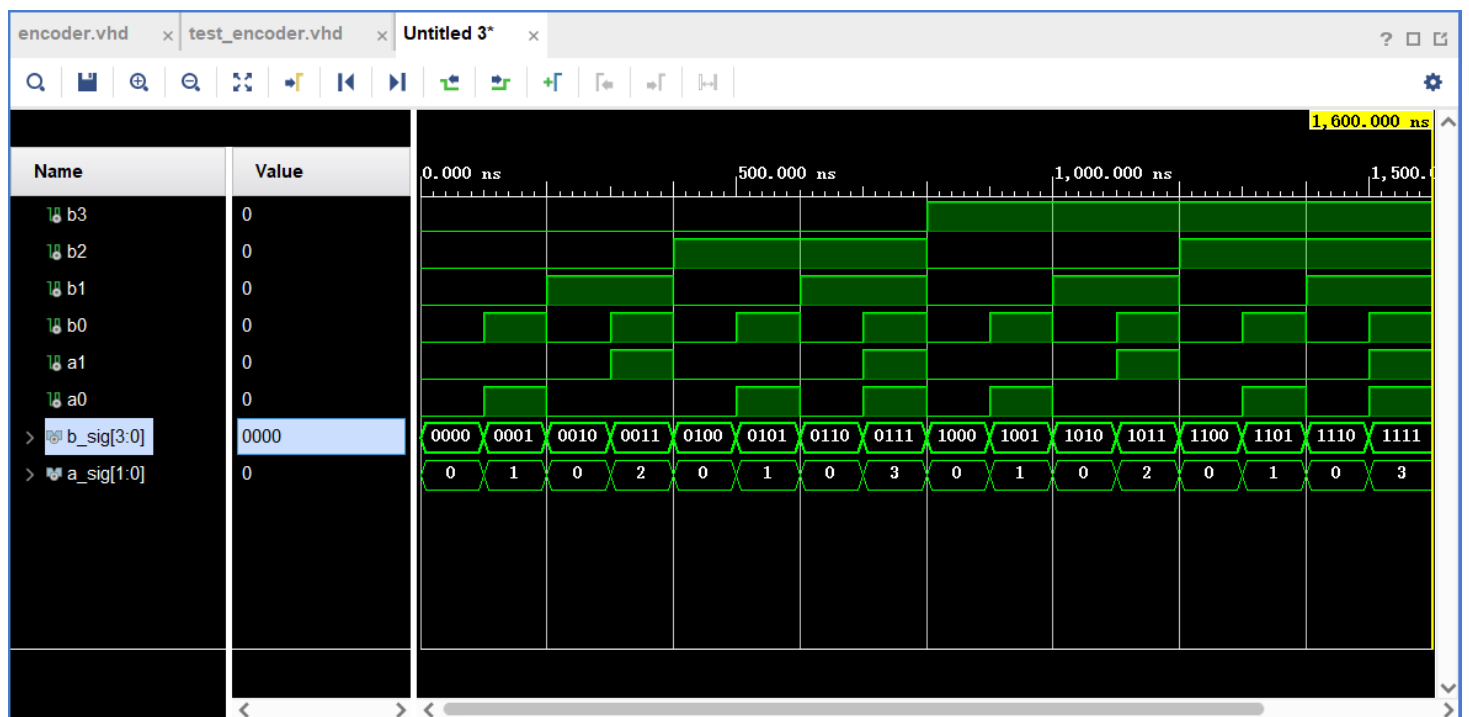 encoder.vhd × test_encoder.vhd × Untitled 3* ×
?
1,600.000 ns
Name Value 0.000 ns 500.000 ns 1,000.000 ns 1,500.
b3 0
b2 0
b1 0
b0 0
a1 0
a0 0
b_sig[3:0] 0000 0000 0001 0010 0011 0100 0101 0110 0111 1000 1001 1010 1011 1100 1101 1110 1111
a_sig[1:0] 0 0 1 0 2 0 1 0 3 0 1 0 2 0 1 0 3